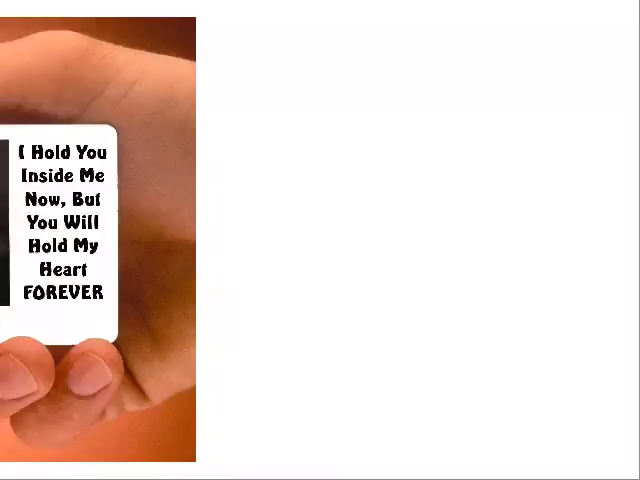 I Hold You
Inside Me
Now, But
You Will
Hold My
Heart
FOREVER